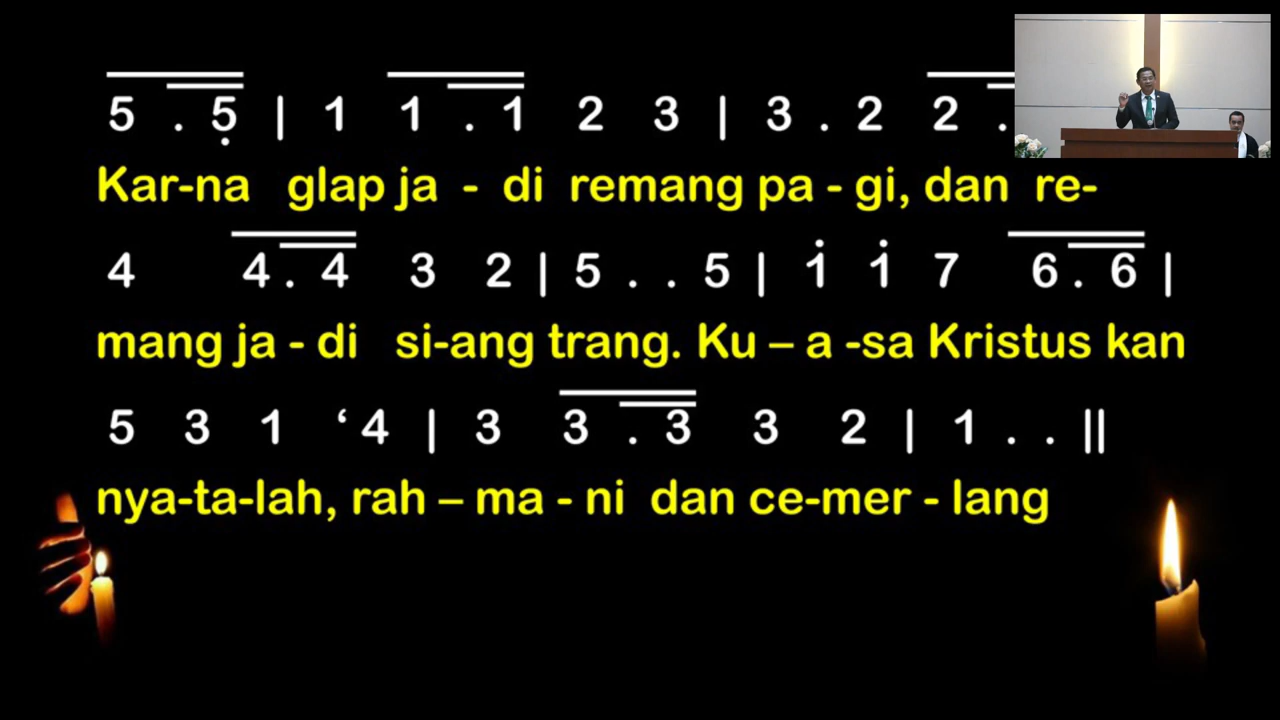 5 . 5̣ | 1 1 . 1 2 3 | 3 . 2 2 .
Kar-na glap ja - di remang pa - gi, dan re-
4 4 . 4 3 2 | 5 . . 5 | 1̇ 1̇ 7 6 . 6 |
mang ja - di si-ang trang. Ku – a -sa Kristus kan
5 3 1 ‘ 4 | 3 3 . 3 3 2 | 1 . . ||
nya-ta-lah, rah – ma - ni dan ce-mer - lang